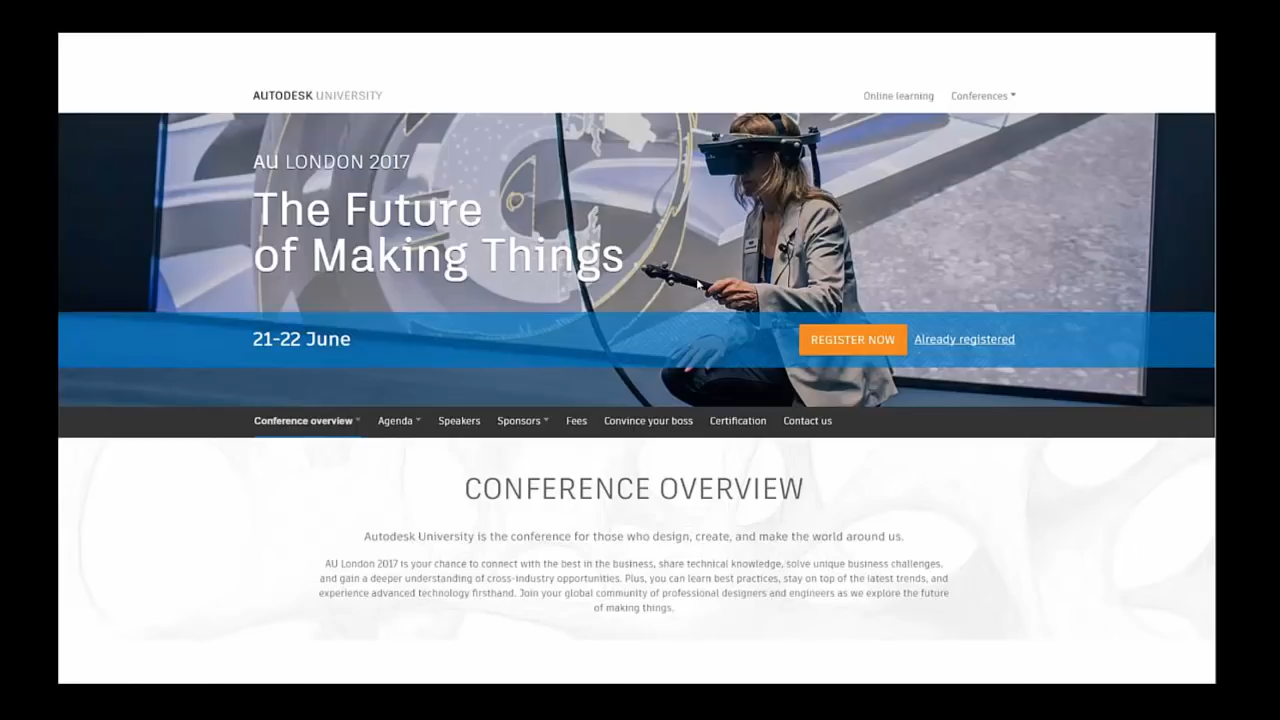 AUTODESK UNIVERSITY
Online learning
Conferences
AU LONDON 2017
The Future
of Making Things
21-22 June
REGISTER NOW
Already registered
Conference overview
Agenda
Speakers
Sponsors
Fees
Convince your boss
Certification
Contact us
CONFERENCE OVERVIEW
Autodesk University is the conference for those who design, create, and make the world around us.
AU London 2017 is your chance to connect with the best in the business, share technical knowledge, solve unique business challenges,
and gain a deeper understanding of cross-industry opportunities. Plus, you can learn best practices, stay on top of the latest trends, and
experience advanced technology firsthand. Join your global community of professional designers and engineers as we explore the future
of making things.